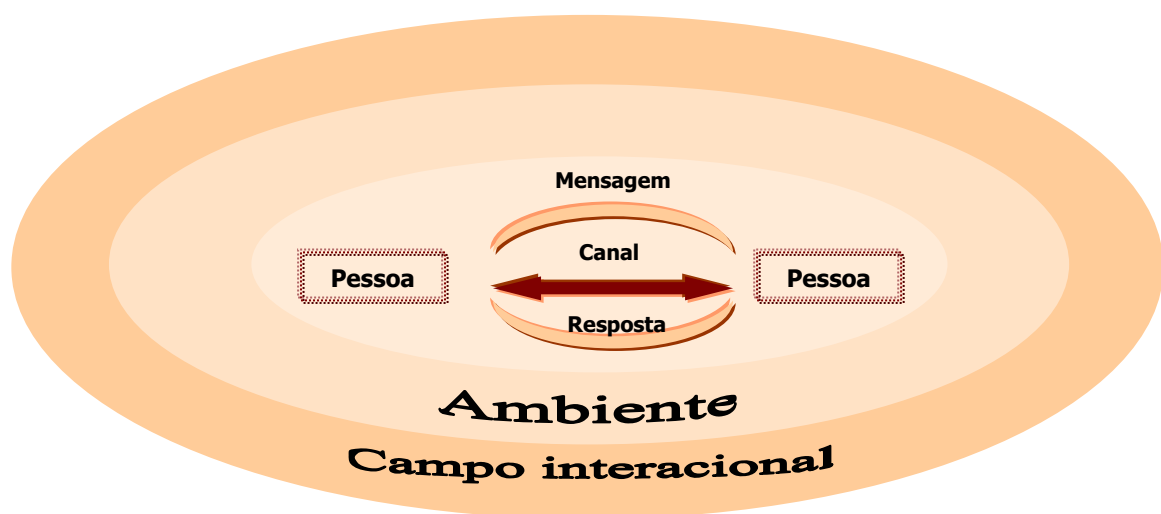 Mensagem
Canal
Pessoa
Pessoa
Resposta
Ambiente
Campo interacional